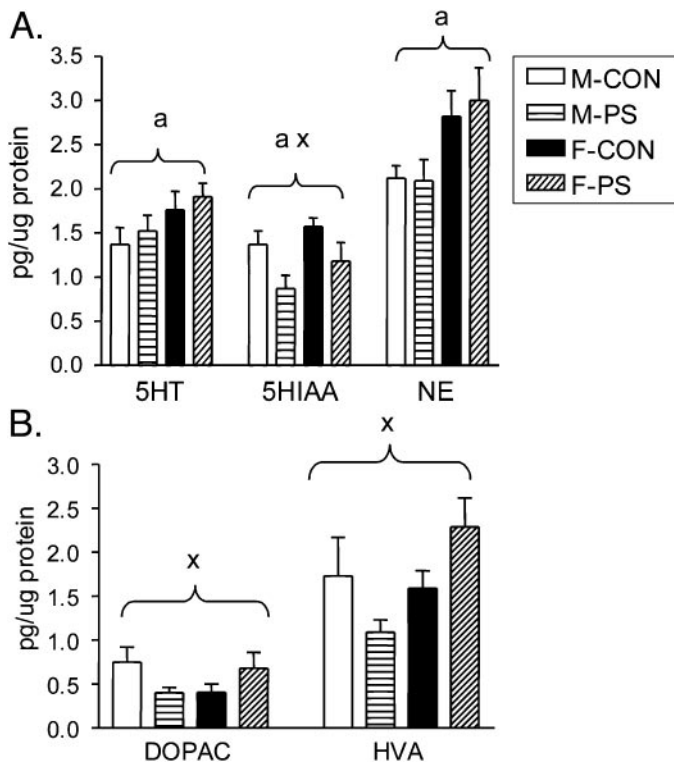 A.
pg/ug protein
3.5
3.0
2.5
2.0
1.5
1.0
0.5
0.0
a
a x
a
5HT 5HIAA NE
M-CON
M-PS
F-CON
F-PS
B.
pg/ug protein
3.0
2.5
2.0
1.5
1.0
0.5
0.0
x
x
DOPAC HVA